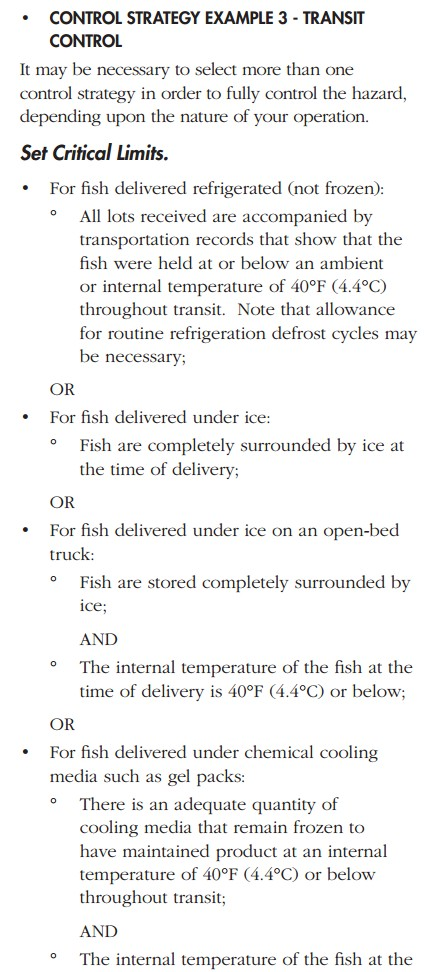 • CONTROL STRATEGY EXAMPLE 3 - TRANSIT
CONTROL
It may be necessary to select more than one
control strategy in order to fully control the hazard,
depending upon the nature of your operation.
Set Critical Limits.
• For fish delivered refrigerated (not frozen):
° All lots received are accompanied by
transportation records that show that the
fish were held at or below an ambient
or internal temperature of 40°F (4.4°C)
throughout transit. Note that allowance
for routine refrigeration defrost cycles may
be necessary;
OR
• For fish delivered under ice:
° Fish are completely surrounded by ice at
the time of delivery;
OR
• For fish delivered under ice on an open-bed
truck:
° Fish are stored completely surrounded by
ice;
AND
° The internal temperature of the fish at the
time of delivery is 40°F (4.4°C) or below;
OR
• For fish delivered under chemical cooling
media such as gel packs:
° There is an adequate quantity of
cooling media that remain frozen to
have maintained product at an internal
temperature of 40°F (4.4°C) or below
throughout transit;
AND
° The internal temperature of the fish at the